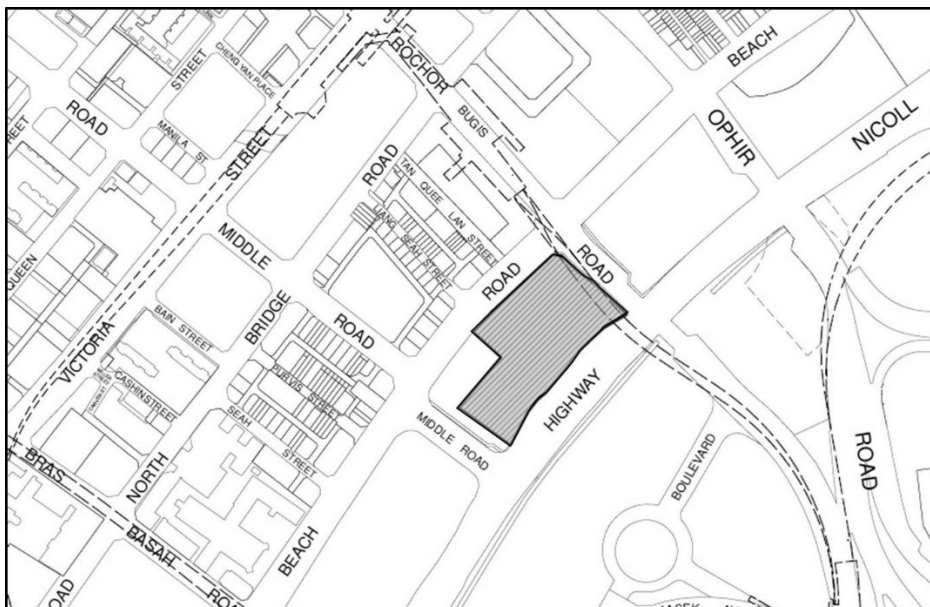 BEACH
NICOLL
OPHIR
ROCHOR
BUGIS
ROAD
CHENG YAN PLACE
STREET
ROAD
MANILA ST
STREET
ROAD
TAN QUEE LAN STREET
LIANG SEAH STREET
MIDDLE
ROAD
ROAD
QUEEN
BRIDGE
ROAD
VICTORIA
BAIN STREET
CASHIN STREET
PURVIS STREET
SEAH STREET
HIGHWAY
MIDDLE ROAD
BOULEVARD
ROAD
BRAS
BASAH
NORTH
BEACH
ROAD